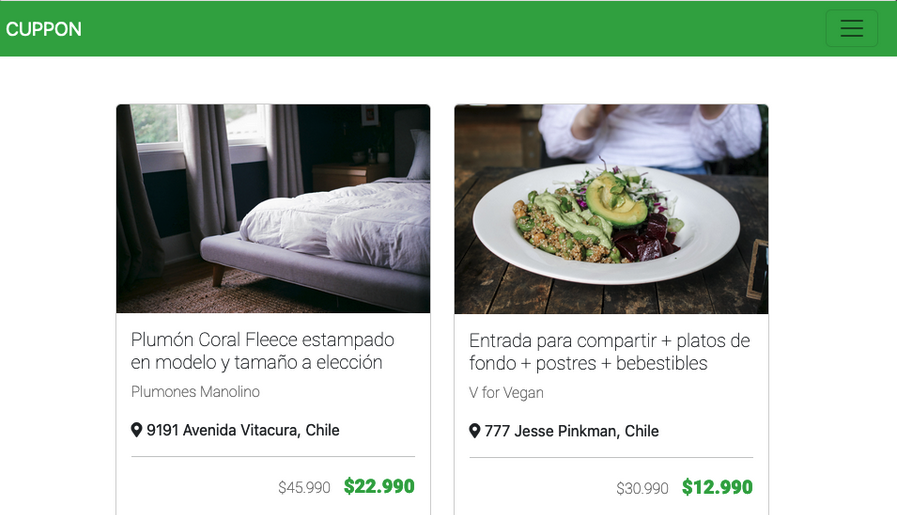 CUPPON
Plumón Coral Fleece estampado
en modelo y tamaño a elección
Plumones Manolino
9191 Avenida Vitacura, Chile
$45.990 $22.990
Entrada para compartir + platos de
fondo + postres + bebestibles
V for Vegan
777 Jesse Pinkman, Chile
$30.990 $12.990